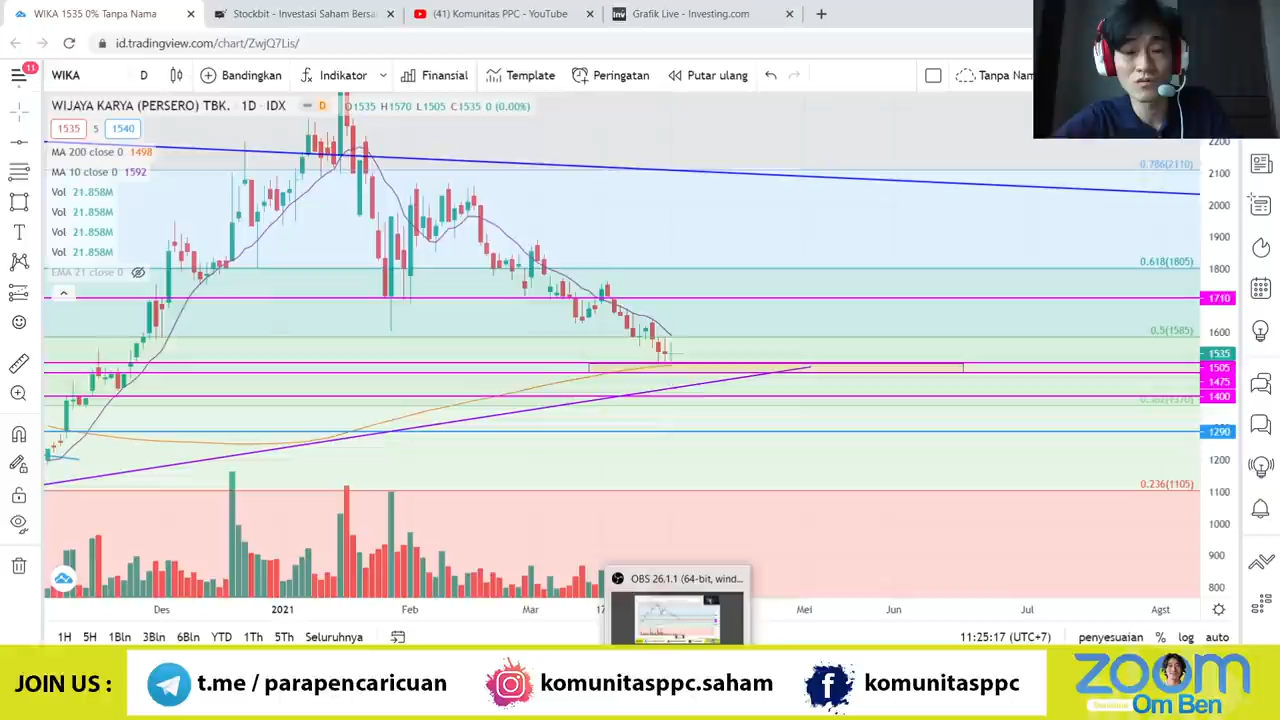 WIKA 1535 0% Tanpa Nama
Stockbit - Investasi Saham Bersa
(41) Komunitas PPC - YouTube
Inv
Grafik Live - Investing.com
id.tradingview.com/chart/ZwjQ7Lis/
11
WIKA
D
Bandingkan
Indikator
Finansial
Template
Peringatan
Putar ulang
Tanpa Nam
WIJAYA KARYA (PERSERO) TBK. · 1D · IDX
D
O1535 H1570 L1505 C1535 0 (0.00%)
1535
5
1540
MA 200 close 0 1498
MA 10 close 0 1592
Vol 21.858M
Vol 21.858M
Vol 21.858M
Vol 21.858M
EMA 21 close 0
0.786(2110)
0.618(1805)
0.5(1585)
0.236(1105)
2200
2100
2000
1900
1800
1710
1600
1535
1505
1475
1400
1290
1200
1100
1000
900
800
OBS 26.1.1 (64-bit, wind...
Des
2021
Feb
Mar
17
Mei
Jun
Jul
Agst
1H
5H
1Bln
3Bln
6Bln
YTD
1Th
5Th
Seluruhnya
11:25:17 (UTC+7)
penyesuaian
%
log
auto
JOIN US :
t.me / parapencaricuan
komunitasppc.saham
komunitasppc
zoom
Om Ben